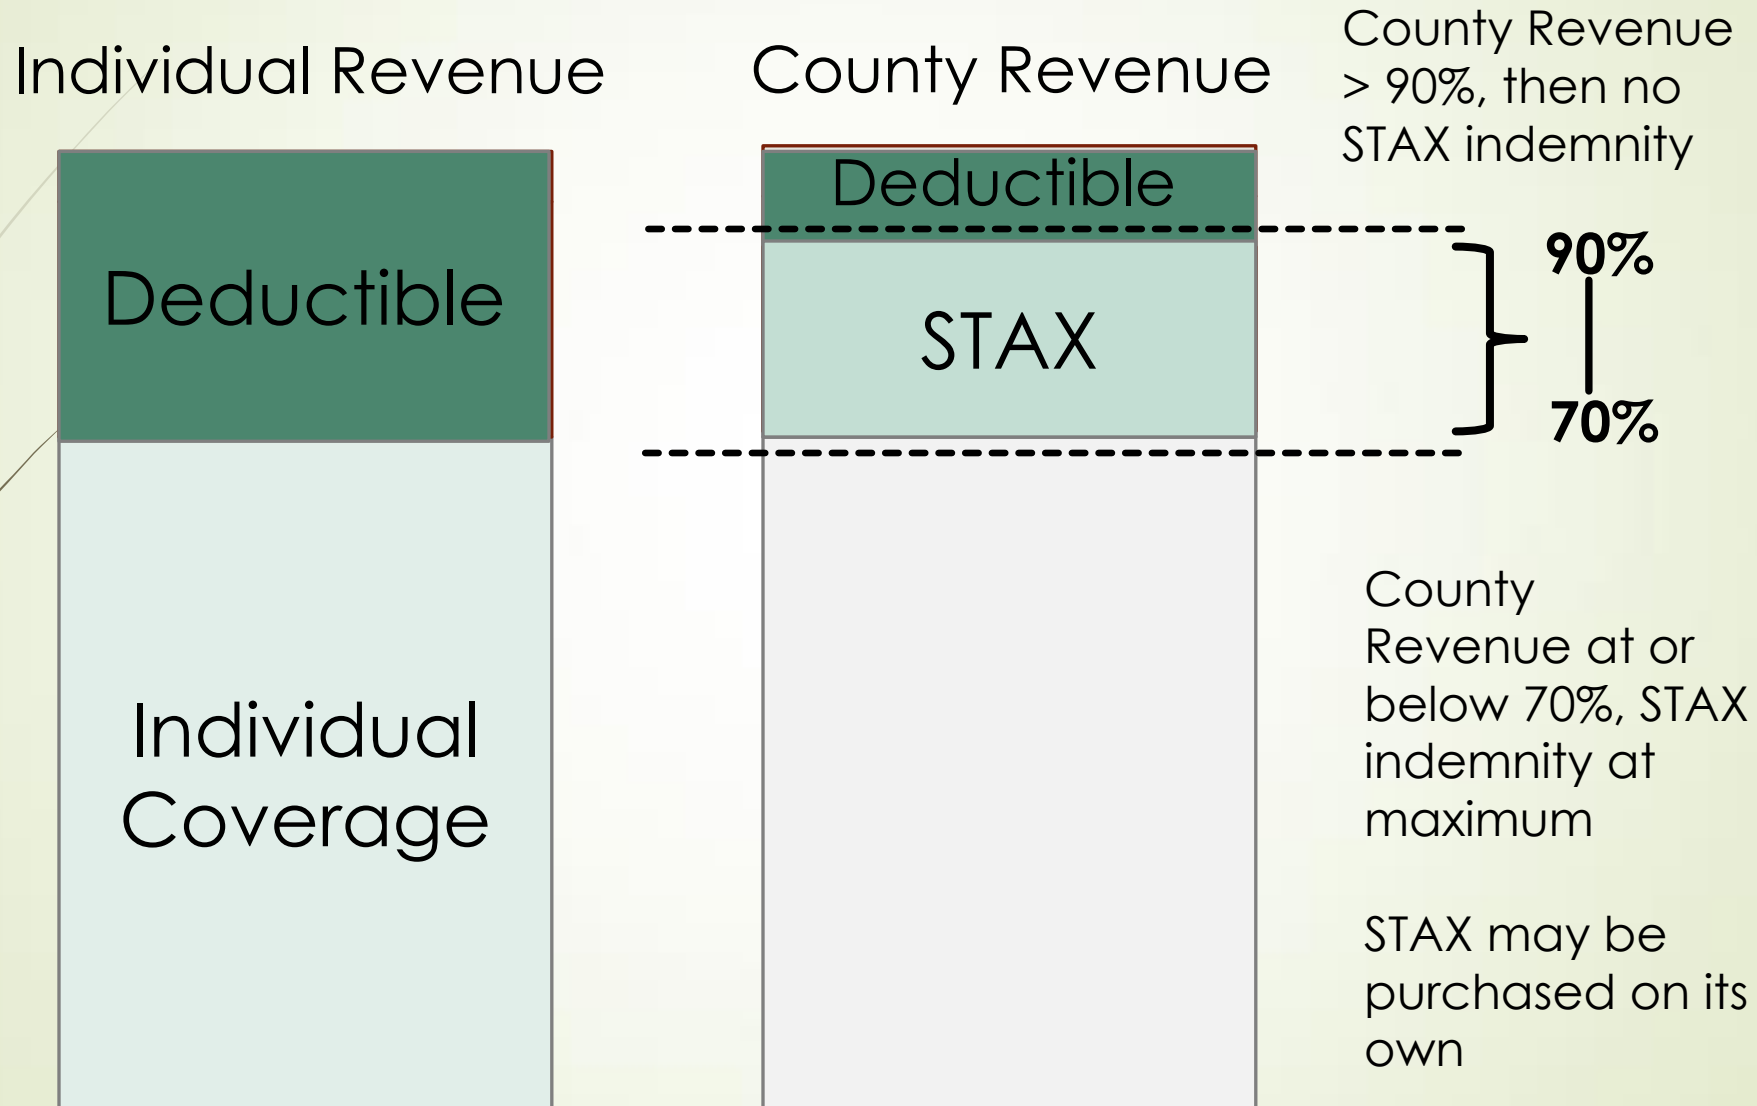 Individual Revenue
Deductible
Individual
Coverage
County Revenue
Deductible
STAX
County Revenue
> 90%, then no
STAX indemnity
90%
70%
County
Revenue at or
below 70%, STAX
indemnity at
maximum
STAX may be
purchased on its
own